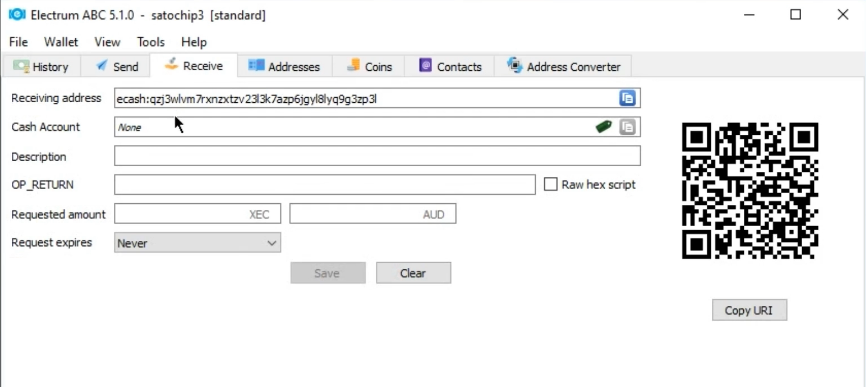 Electrum ABC 5.1.0 - satochip3 [standard]
File Wallet View Tools Help
History Send Receive Addresses Coins Contacts Address Converter
Receiving address ecash:qzj3wlvm7rxnzxtzv23l3k7azp6jgyl8lyq9g3zp3l
Cash Account None
Description
OP_RETURN Raw hex script
Requested amount XEC AUD
Request expires Never
Save Clear
Copy URI